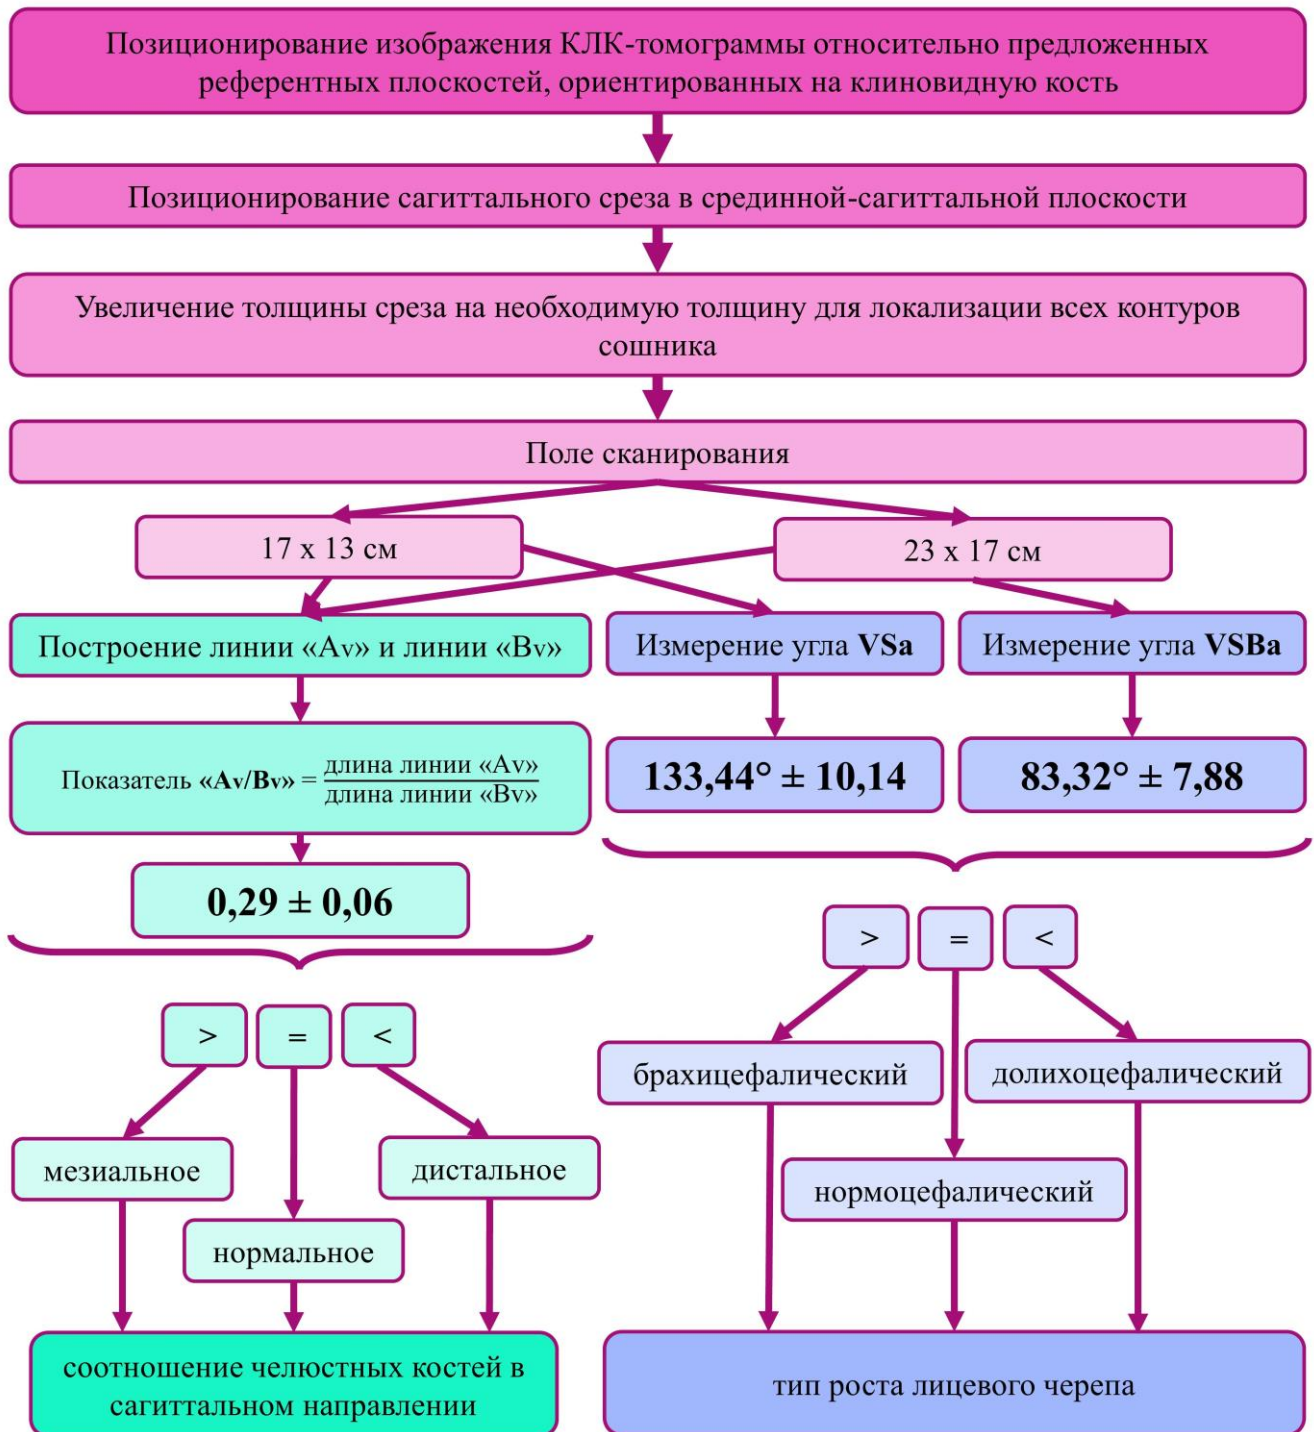 Позиционирование изображения КЛК-томограммы относительно предложенных
референтных плоскостей, ориентированных на клиновидную кость
Позиционирование сагиттального среза в срединной-сагиттальной плоскости
Увеличение толщины среза на необходимую толщину для локализации всех контуров
сошника
Поле сканирования
17 х 13 см
23 х 17 см
Построение линии «Av» и линии «Bv»
Измерение угла VSa
Измерение угла VSBa
Показатель «Av/Bv» = длина линии «Av»
длина линии «Bv»
133,44° ± 10,14
83,32° ± 7,88
0,29 ± 0,06
> = <
> = <
брахицефалический
долихоцефалический
нормоцефалический
мезиальное
дистальное
нормальное
соотношение челюстных костей в
сагиттальном направлении
тип роста лицевого черепа